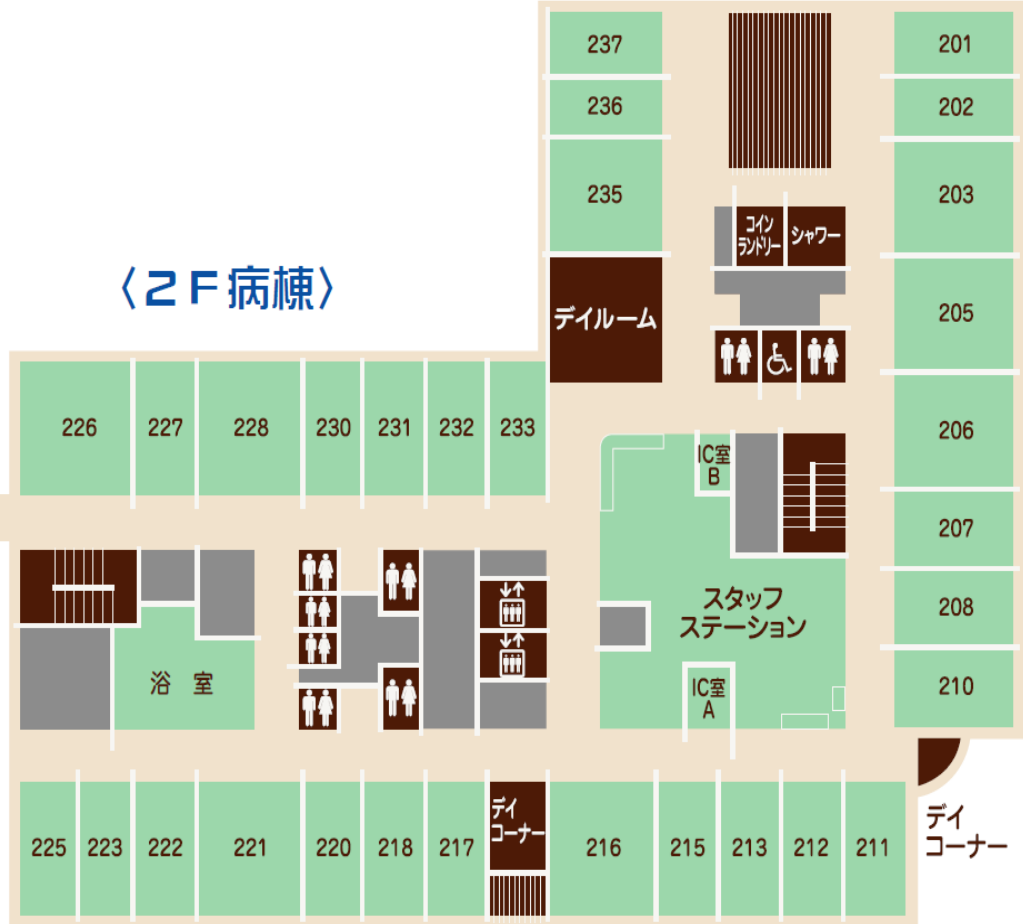 237
201
236
202
235
203
コイン
ランドリー
シャワー
〈2F病棟〉
デイルーム
205
226
227
228
230
231
232
233
206
IC室
B
207
スタッフ
ステーション
208
浴 室
IC室
A
210
225
223
222
221
220
218
217
デイ
コーナー
216
215
213
212
211
デイ
コーナー